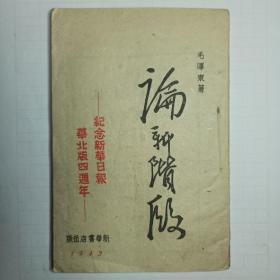 毛澤東著
論新階段
紀念新華日報
華北版四週年
新華書店出版
1942